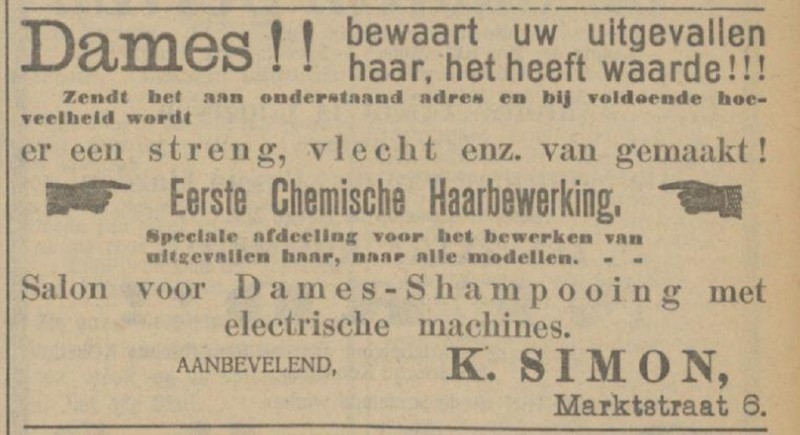 Dames!! bewaart uw uitgevallen
haar, het heeft waarde!!!
Zendt het aan onderstaand adres en bij voldoende hoe-
veelheid wordt
er een streng, vlecht enz. van gemaakt!
Eerste Chemische Haarbewerking.
Speciale afdeeling voor het bewerken van
uitgevallen haar, naar alle modellen. - -
Salon voor Dames-Shampooing met
electrische machines.
AANBEVELEND, K. SIMON,
Marktstraat 6.